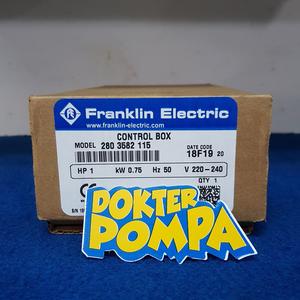 Franklin Electric
www.franklin-electric.com
CONTROL BOX
MODEL 280 3582 115
DATE CODE
18F19 20
HP 1 kW 0.75 Hz 50 V 220-240
QTY 1
CE
S/N
DOKTER
POMPA